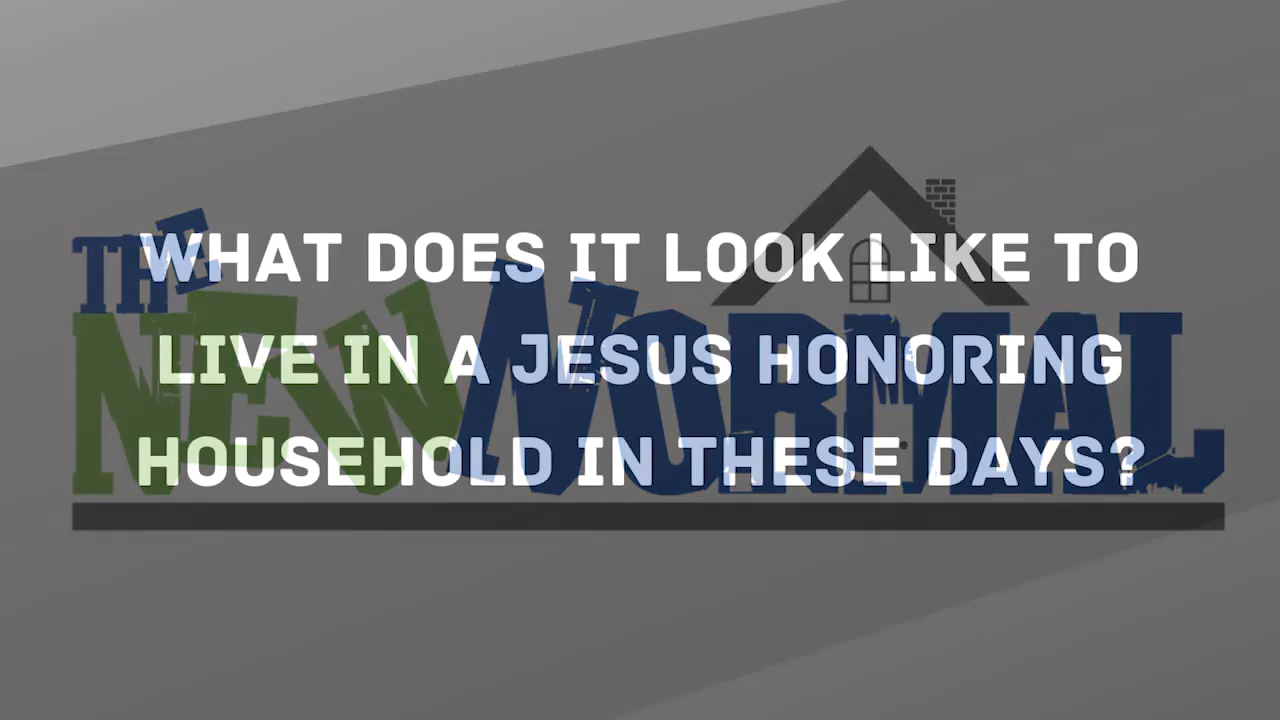 THE
NEW NORMAL
WHAT DOES IT LOOK LIKE TO
LIVE IN A JESUS HONORING
HOUSEHOLD IN THESE DAYS?